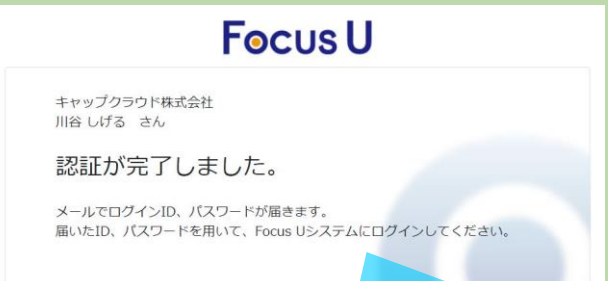 Focus U
キャップクラウド株式会社
川谷 しげる さん
認証が完了しました。
メールでログインID、パスワードが届きます。
届いたID、パスワードを用いて、Focus Uシステムにログインしてください。